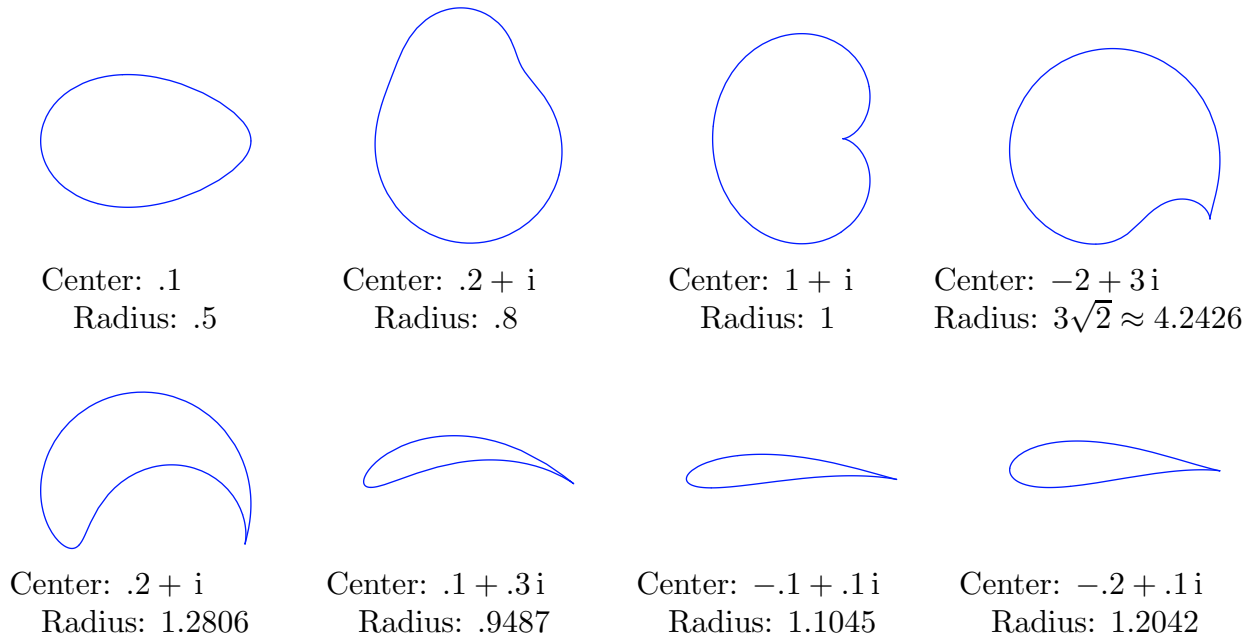 Center: .1
Radius: .5
Center: .2 + i
Radius: .8
Center: 1 + i
Radius: 1
Center: −2 + 3 i
Radius: 3√2 ≈ 4.2426
Center: .2 + i
Radius: 1.2806
Center: .1 + .3 i
Radius: .9487
Center: −.1 + .1 i
Radius: 1.1045
Center: −.2 + .1 i
Radius: 1.2042